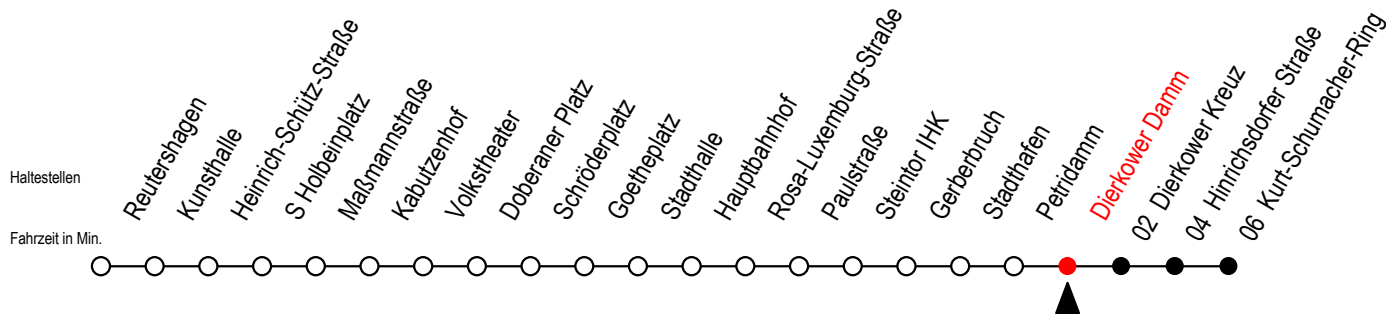 Haltestellen
Reutershagen
Kunsthalle
Heinrich-Schütz-Straße
S Holbeinplatz
Maßmannstraße
Kabutzenhof
Volkstheater
Doberaner Platz
Schröderplatz
Goetheplatz
Stadthalle
Hauptbahnhof
Rosa-Luxemburg-Straße
Paulstraße
Steintor IHK
Gerberbruch
Stadthafen
Petridamm
Dierkower Damm
02 Dierkower Kreuz
04 Hinrichsdorfer Straße
06 Kurt-Schumacher-Ring
Fahrzeit in Min.